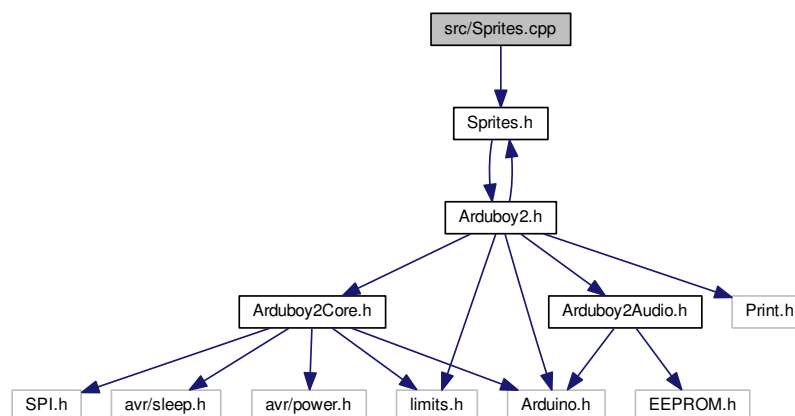 src/Sprites.cpp
Sprites.h
Arduboy2.h
Arduboy2Core.h
Arduboy2Audio.h
Print.h
SPI.h
avr/sleep.h
avr/power.h
limits.h
Arduino.h
EEPROM.h